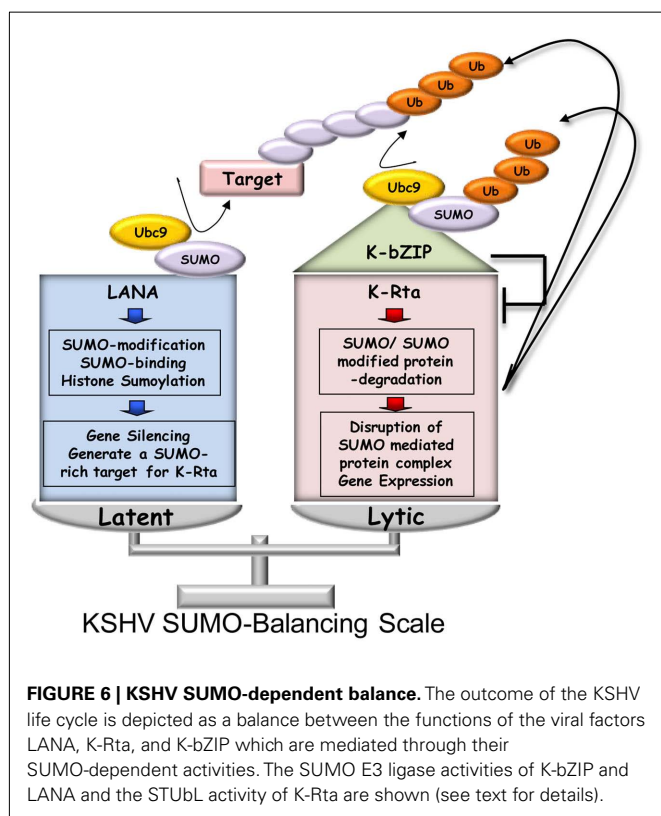 Ub
Ub
Ub
Ub
Target
Ubc9
Ub
Ubc9
Ub
SUMO
SUMO
K-bZIP
LANA
SUMO-modification
SUMO-binding
Histone Sumoylation
Gene Silencing
Generate a SUMO-
rich target for K-Rta
Latent
K-Rta
SUMO/ SUMO
modified protein
-degradation
Disruption of
SUMO mediated
protein complex
Gene Expression
Lytic
KSHV SUMO-Balancing Scale
FIGURE 6 | KSHV SUMO-dependent balance. The outcome of the KSHV
life cycle is depicted as a balance between the functions of the viral factors
LANA, K-Rta, and K-bZIP which are mediated through their
SUMO-dependent activities. The SUMO E3 ligase activities of K-bZIP and
LANA and the STUbL activity of K-Rta are shown (see text for details).